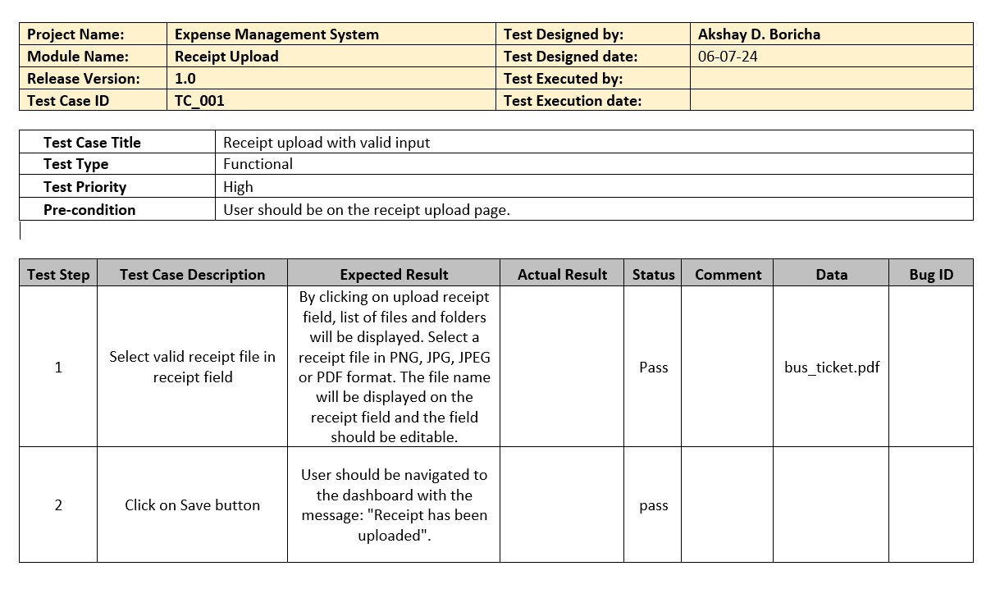 Project Name: Expense Management System Test Designed by: Akshay D. Boricha
Module Name: Receipt Upload Test Designed date: 06-07-24
Release Version: 1.0 Test Executed by:
Test Case ID TC_001 Test Execution date:
Test Case Title Receipt upload with valid input
Test Type Functional
Test Priority High
Pre-condition User should be on the receipt upload page.
Test Step Test Case Description Expected Result Actual Result Status Comment Data Bug ID
1
Select valid receipt file in
receipt field
By clicking on upload receipt
field, list of files and folders
will be displayed. Select a
receipt file in PNG, JPG, JPEG
or PDF format. The file name
will be displayed on the
receipt field and the field
should be editable.
Pass
bus_ticket.pdf
2
Click on Save button
User should be navigated to
the dashboard with the
message: "Receipt has been
uploaded".
pass